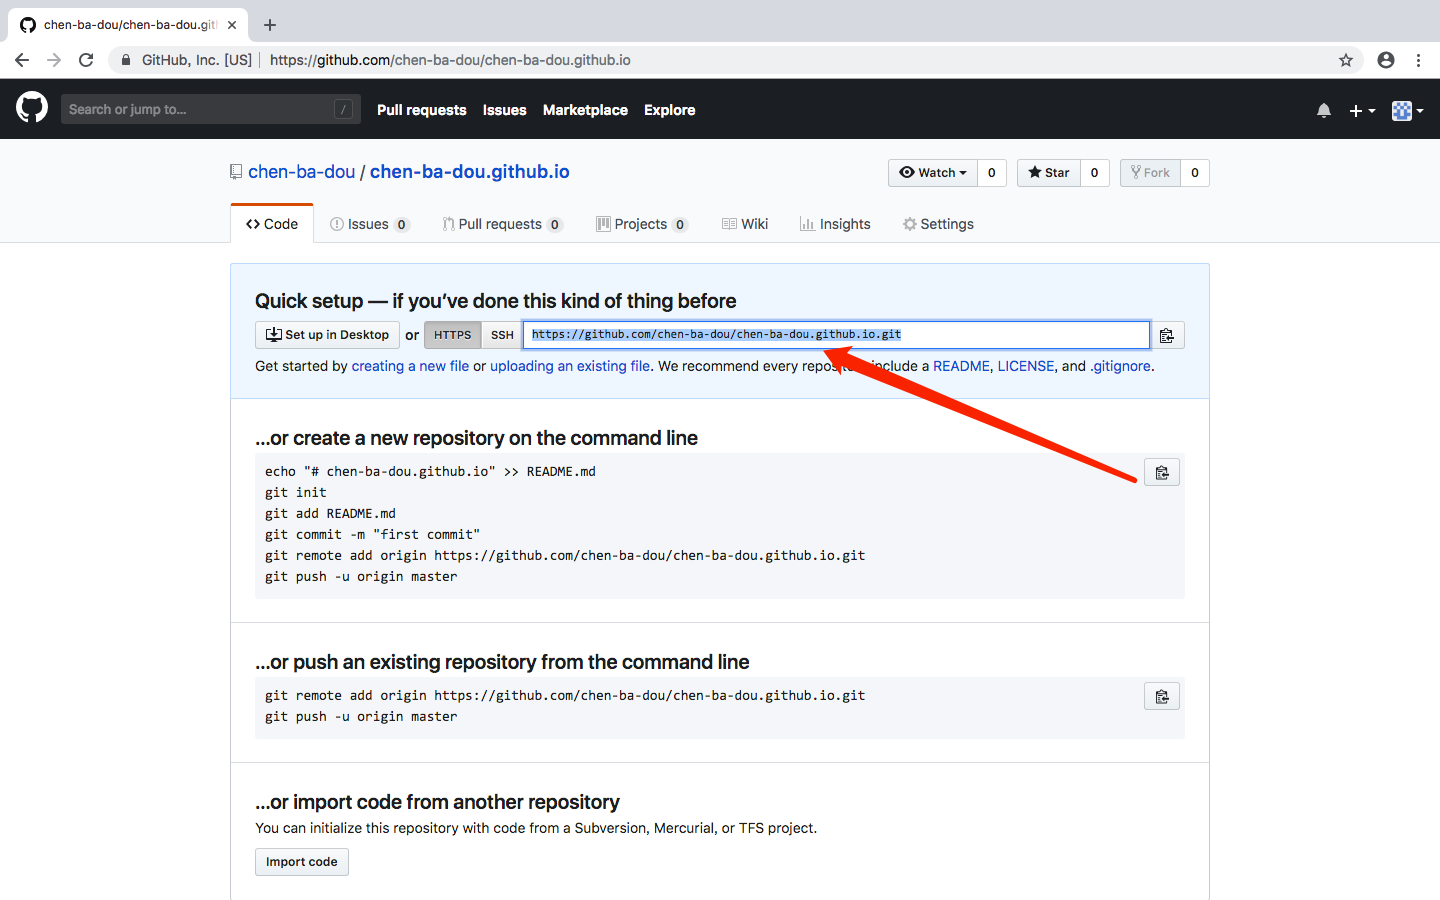 chen-ba-dou/chen-ba-dou.git
GitHub, Inc. [US] https://github.com/chen-ba-dou/chen-ba-dou.github.io
Search or jump to... / Pull requests Issues Marketplace Explore
chen-ba-dou / chen-ba-dou.github.io Watch 0 Star 0 Fork 0
Code Issues 0 Pull requests 0 Projects 0 Wiki Insights Settings
Quick setup — if you’ve done this kind of thing before
Set up in Desktop or HTTPS SSH https://github.com/chen-ba-dou/chen-ba-dou.github.io.git
Get started by creating a new file or uploading an existing file. We recommend every include a README, LICENSE, and .gitignore.
...or create a new repository on the command line
echo "# chen-ba-dou.github.io" >> README.md
git init
git add README.md
git commit -m "first commit"
git remote add origin https://github.com/chen-ba-dou/chen-ba-dou.github.io.git
git push -u origin master
...or push an existing repository from the command line
git remote add origin https://github.com/chen-ba-dou/chen-ba-dou.github.io.git
git push -u origin master
...or import code from another repository
You can initialize this repository with code from a Subversion, Mercurial, or TFS project.
Import code